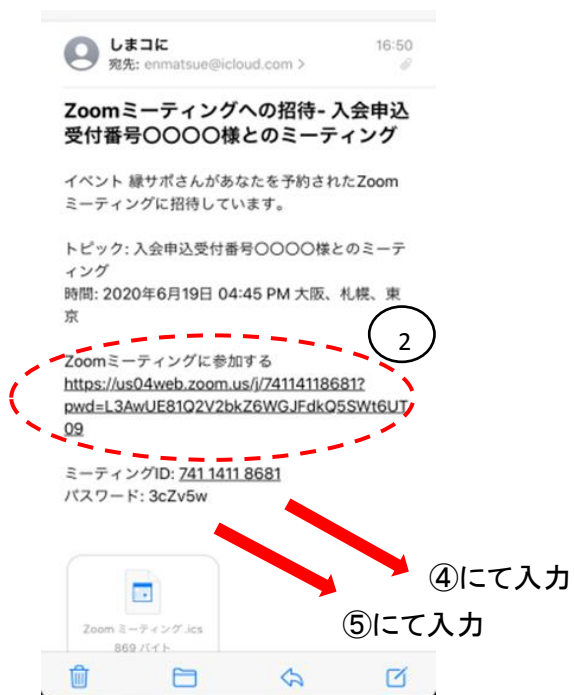 しまコに
16:50
宛先: enmatsue@icloud.com >
Zoomミーティングへの招待- 入会申込
受付番号〇〇〇〇様とのミーティング
イベント 縁サポさんがあなたを予約されたZoom
ミーティングに招待しています。
トピック: 入会申込受付番号〇〇〇〇様とのミーテ
ィング
時間: 2020年6月19日 04:45 PM 大阪、札幌、東
京
2
Zoomミーティングに参加する
https://us04web.zoom.us/j/74114118681?
pwd=L3AwUE81Q2V2bkZ6WGJFdkQ5SWt6UT
09
ミーティングID: 741 1411 8681
パスワード: 3cZv5w
④にて入力
⑤にて入力
Zoom ミーティング.ics
869 バイト